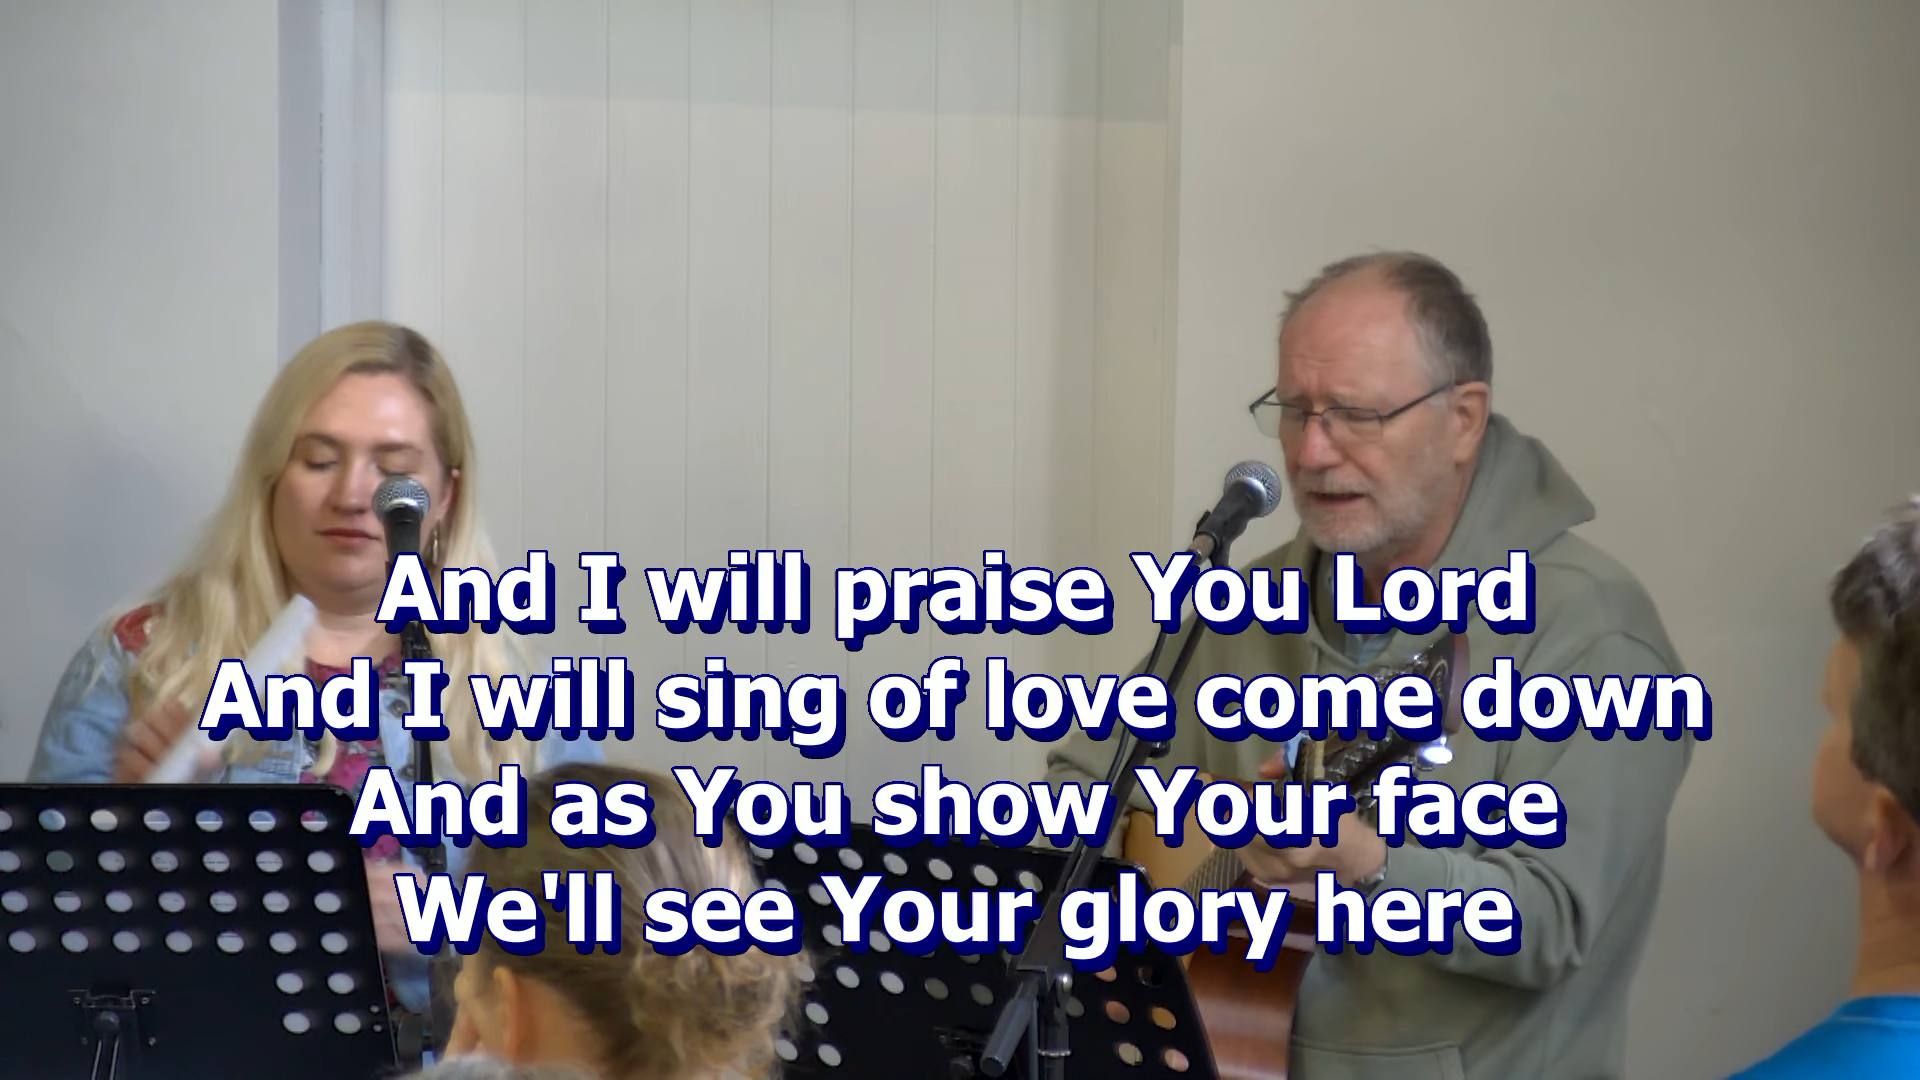 And I will praise You Lord
And I will sing of love come down
And as You show Your face
We'll see Your glory here